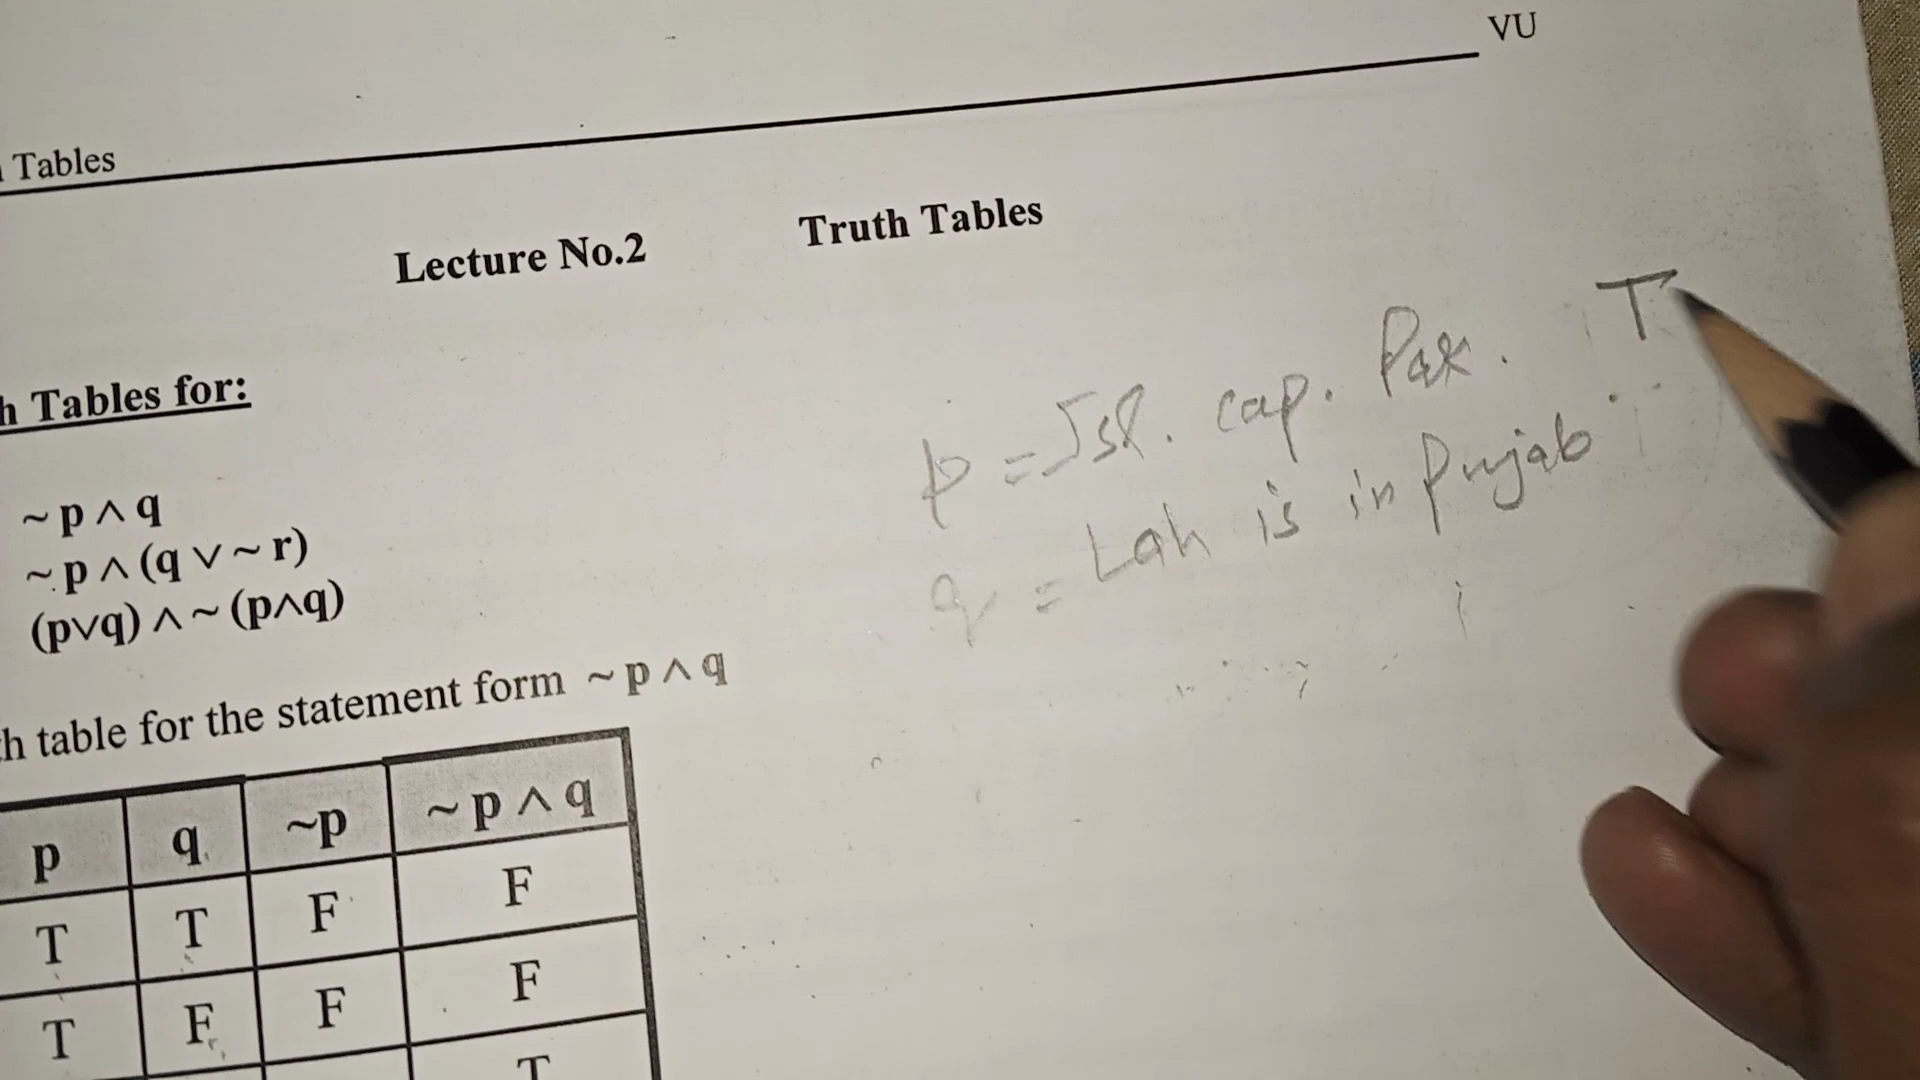 VU
Tables
Lecture No.2 Truth Tables
h Tables for:
~ p ∧ q
~ p ∧ (q ∨ ~ r)
(p∨q) ∧ ~ (p∧q)
p = Isl. cap. Pak. T
q = Lah is in Punjab
h table for the statement form ~ p ∧ q
p q ~p ~ p ∧ q
T T F F
T F F F
T